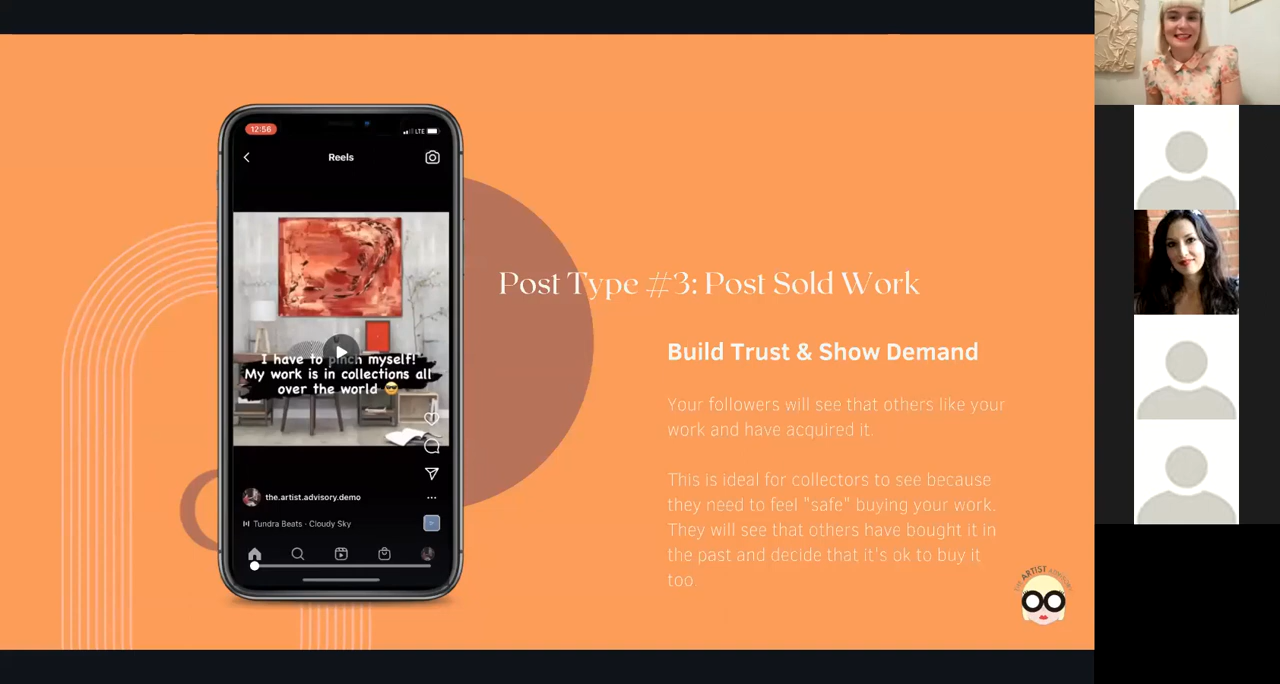 12:56
LTE
Reels
I have to pinch myself!
My work is in collections all
over the world
the.artist.advisory.demo
Tundra Beats · Cloudy Sky
Post Type #3: Post Sold Work
Build Trust & Show Demand
Your followers will see that others like your
work and have acquired it.
This is ideal for collectors to see because
they need to feel "safe" buying your work.
They will see that others have bought it in
the past and decide that it's ok to buy it
too
THE ARTIST ADVISORY